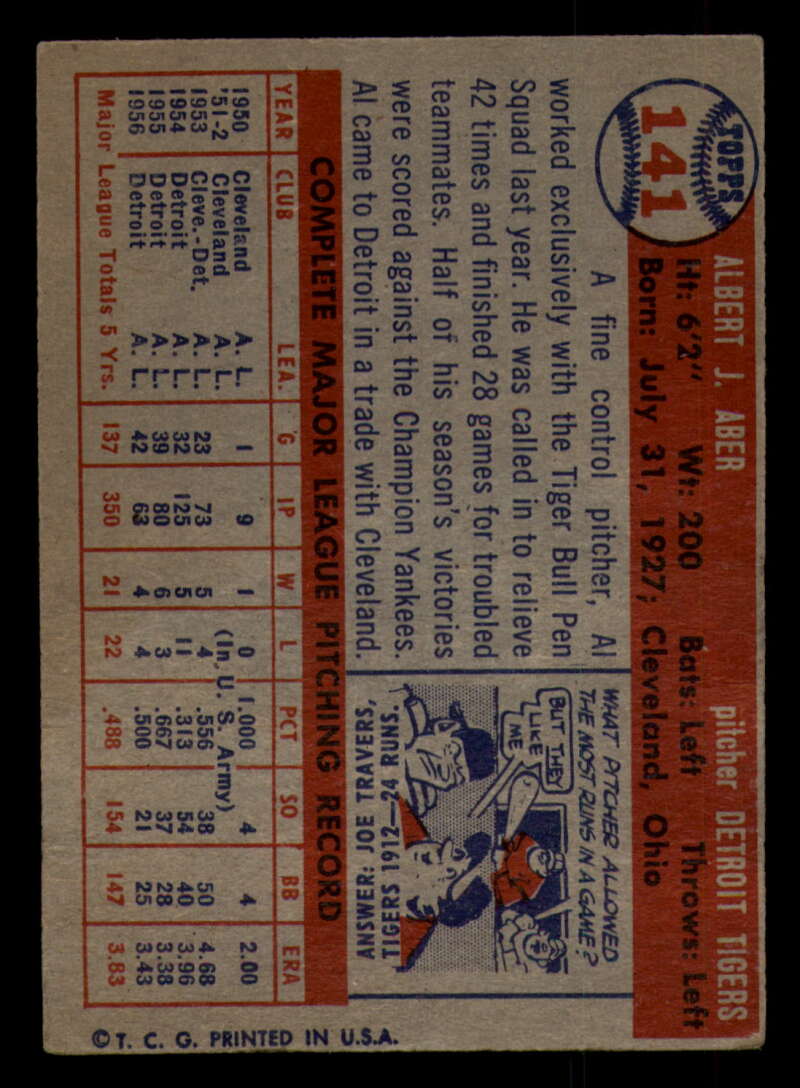 TOPPS
141
ALBERT J. ABER
pitcher DETROIT TIGERS
Ht: 6'2" Wt: 200 Bats: Left Throws: Left
Born: July 31, 1927; Cleveland, Ohio
A fine control pitcher, Al
worked exclusively with the Tiger Bull Pen
Squad last year. He was called in to relieve
42 times and finished 28 games for troubled
teammates. Half of his season's victories
were scored against the Champion Yankees.
Al came to Detroit in a trade with Cleveland.
WHAT PITCHER ALLOWED
THE MOST RUNS IN A GAME?
BUT THEY
LIKE
ME
ANSWER: JOE TRAVERS,
TIGERS 1912—24 RUNS.
COMPLETE MAJOR LEAGUE PITCHING RECORD
YEAR CLUB LEA. G IP W L PCT SO BB ERA
1950 Cleveland A. L. 1 9 1 0 1.000 4 4 2.00
'51-2 Cleveland A. L. (In U. S. Army)
1953 Cleve.-Det. A. L. 23 73 5 4 .556 38 50 4.68
1954 Detroit A. L. 32 125 5 11 .313 54 40 3.96
1955 Detroit A. L. 39 80 6 3 .667 37 28 3.38
1956 Detroit A. L. 42 63 4 4 .500 21 25 3.43
Major League Totals 5 Yrs. 137 350 21 22 .488 154 147 3.83
© T. C. G. PRINTED IN U.S.A.